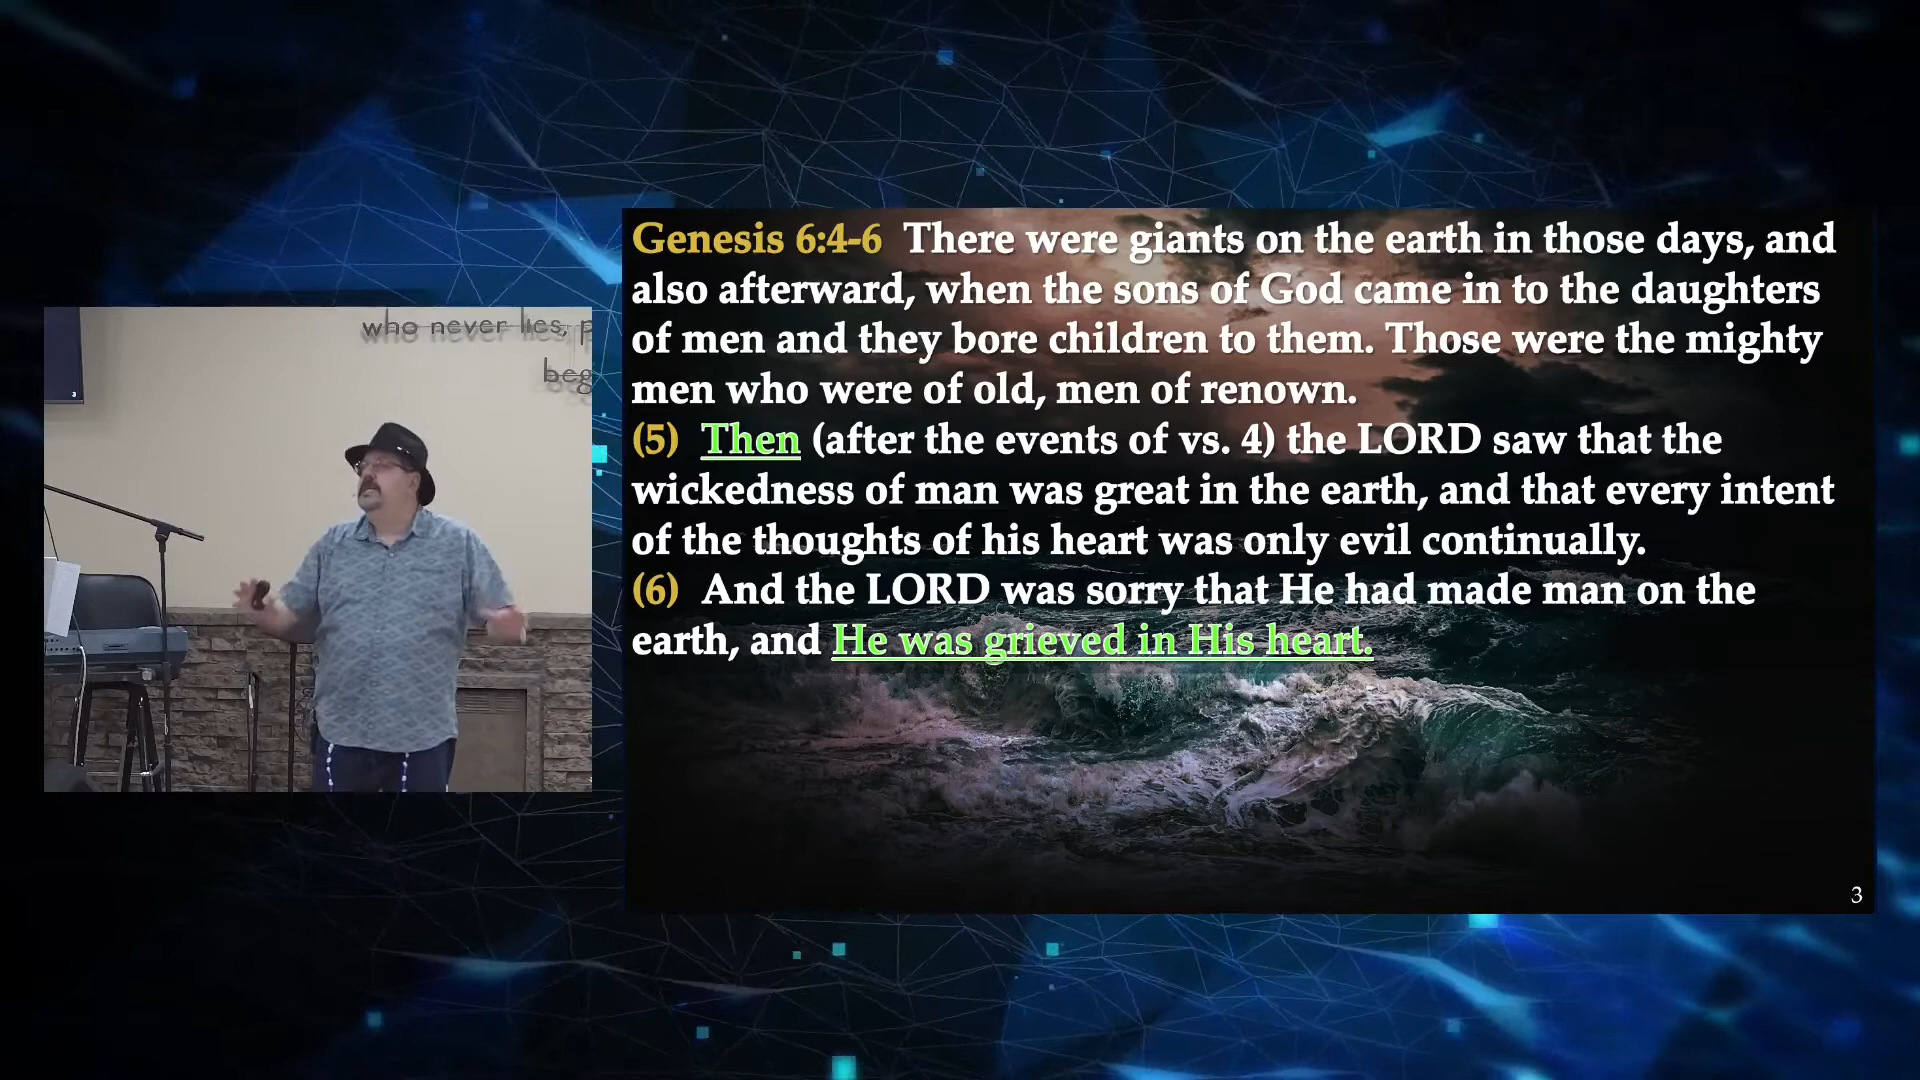 who never lies,
beg
Genesis 6:4-6 There were giants on the earth in those days, and
also afterward, when the sons of God came in to the daughters
of men and they bore children to them. Those were the mighty
men who were of old, men of renown.
(5) Then (after the events of vs. 4) the LORD saw that the
wickedness of man was great in the earth, and that every intent
of the thoughts of his heart was only evil continually.
(6) And the LORD was sorry that He had made man on the
earth, and He was grieved in His heart.
3
3